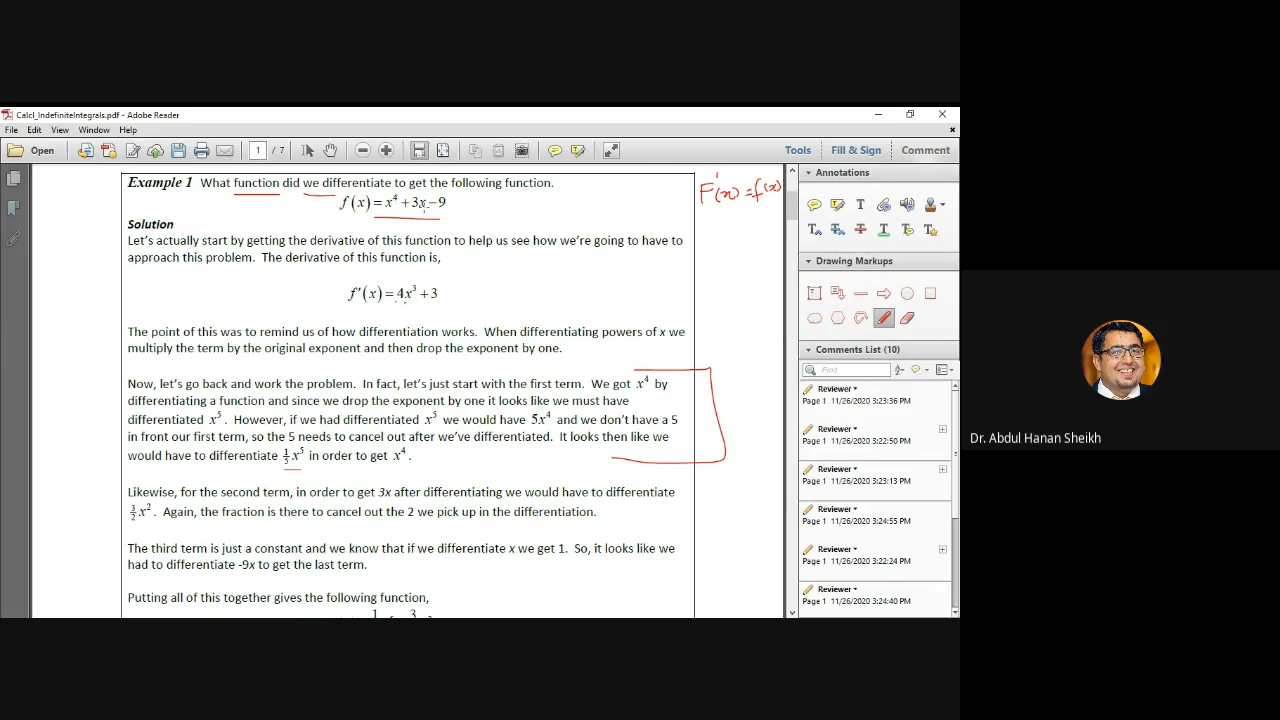 CalcI_IndefiniteIntegrals.pdf - Adobe Reader
File Edit View Window Help
Open 1 / 7 Tools Fill & Sign Comment
Example 1 What function did we differentiate to get the following function.
f(x) = x⁴ + 3x − 9
F'(x) = f(x)
Solution
Let's actually start by getting the derivative of this function to help us see how we're going to have to
approach this problem. The derivative of this function is,
f′(x) = 4x³ + 3
The point of this was to remind us of how differentiation works. When differentiating powers of x we
multiply the term by the original exponent and then drop the exponent by one.
Now, let's go back and work the problem. In fact, let's just start with the first term. We got x⁴ by
differentiating a function and since we drop the exponent by one it looks like we must have
differentiated x⁵. However, if we had differentiated x⁵ we would have 5x⁴ and we don't have a 5
in front our first term, so the 5 needs to cancel out after we've differentiated. It looks then like we
would have to differentiate 1/5 x⁵ in order to get x⁴.
Likewise, for the second term, in order to get 3x after differentiating we would have to differentiate
3/2 x². Again, the fraction is there to cancel out the 2 we pick up in the differentiation.
The third term is just a constant and we know that if we differentiate x we get 1. So, it looks like we
had to differentiate -9x to get the last term.
Putting all of this together gives the following function,
Annotations
Drawing Markups
Comments List (10)
Find
Reviewer
Page 1 11/26/2020 3:23:36 PM
Reviewer
Page 1 11/26/2020 3:22:50 PM
Reviewer
Page 1 11/26/2020 3:23:13 PM
Reviewer
Page 1 11/26/2020 3:24:55 PM
Reviewer
Page 1 11/26/2020 3:22:24 PM
Reviewer
Page 1 11/26/2020 3:24:40 PM
Dr. Abdul Hanan Sheikh